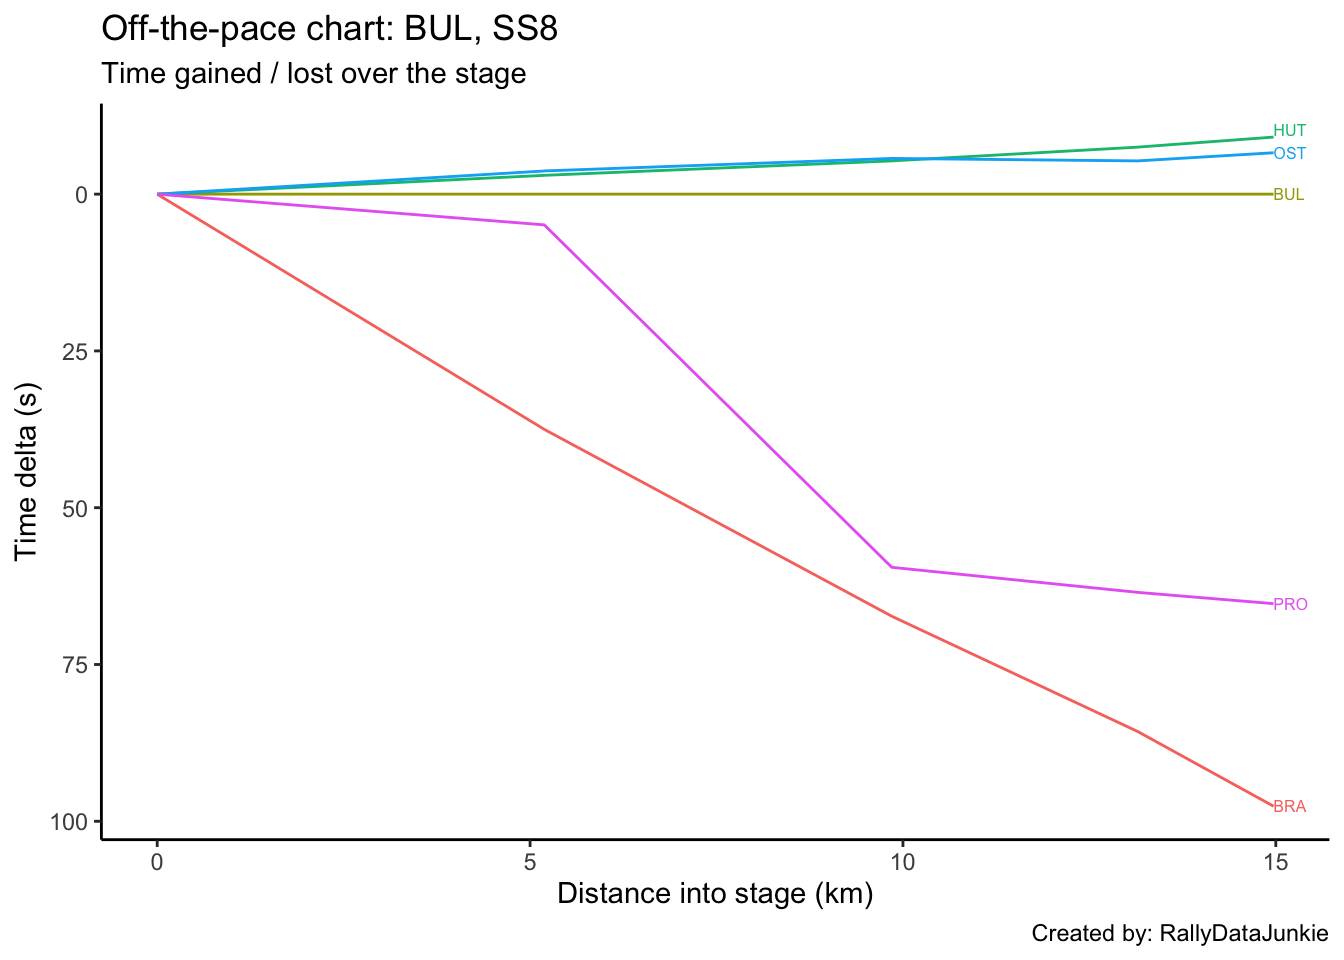 Off-the-pace chart: BUL, SS8
Time gained / lost over the stage
HUT
OST
BUL
PRO
BRA
0
25
50
75
100
Time delta (s)
0 5 10 15
Distance into stage (km)
Created by: RallyDataJunkie